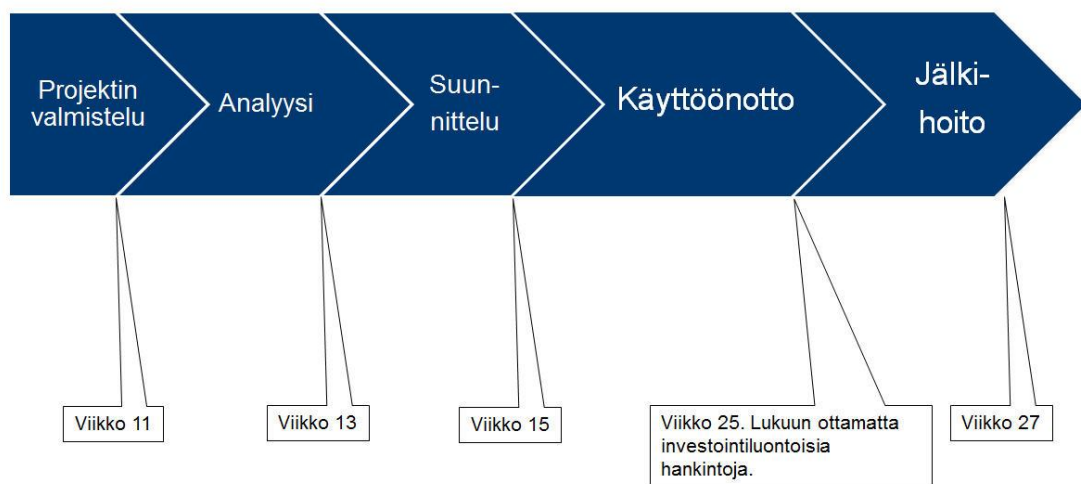 Projektin
valmistelu
Analyysi
Suun-
nittelu
Käyttöönotto
Jälki-
hoito
Viikko 11
Viikko 13
Viikko 15
Viikko 25. Lukuun ottamatta
investointiluontoisia
hankintoja.
Viikko 27